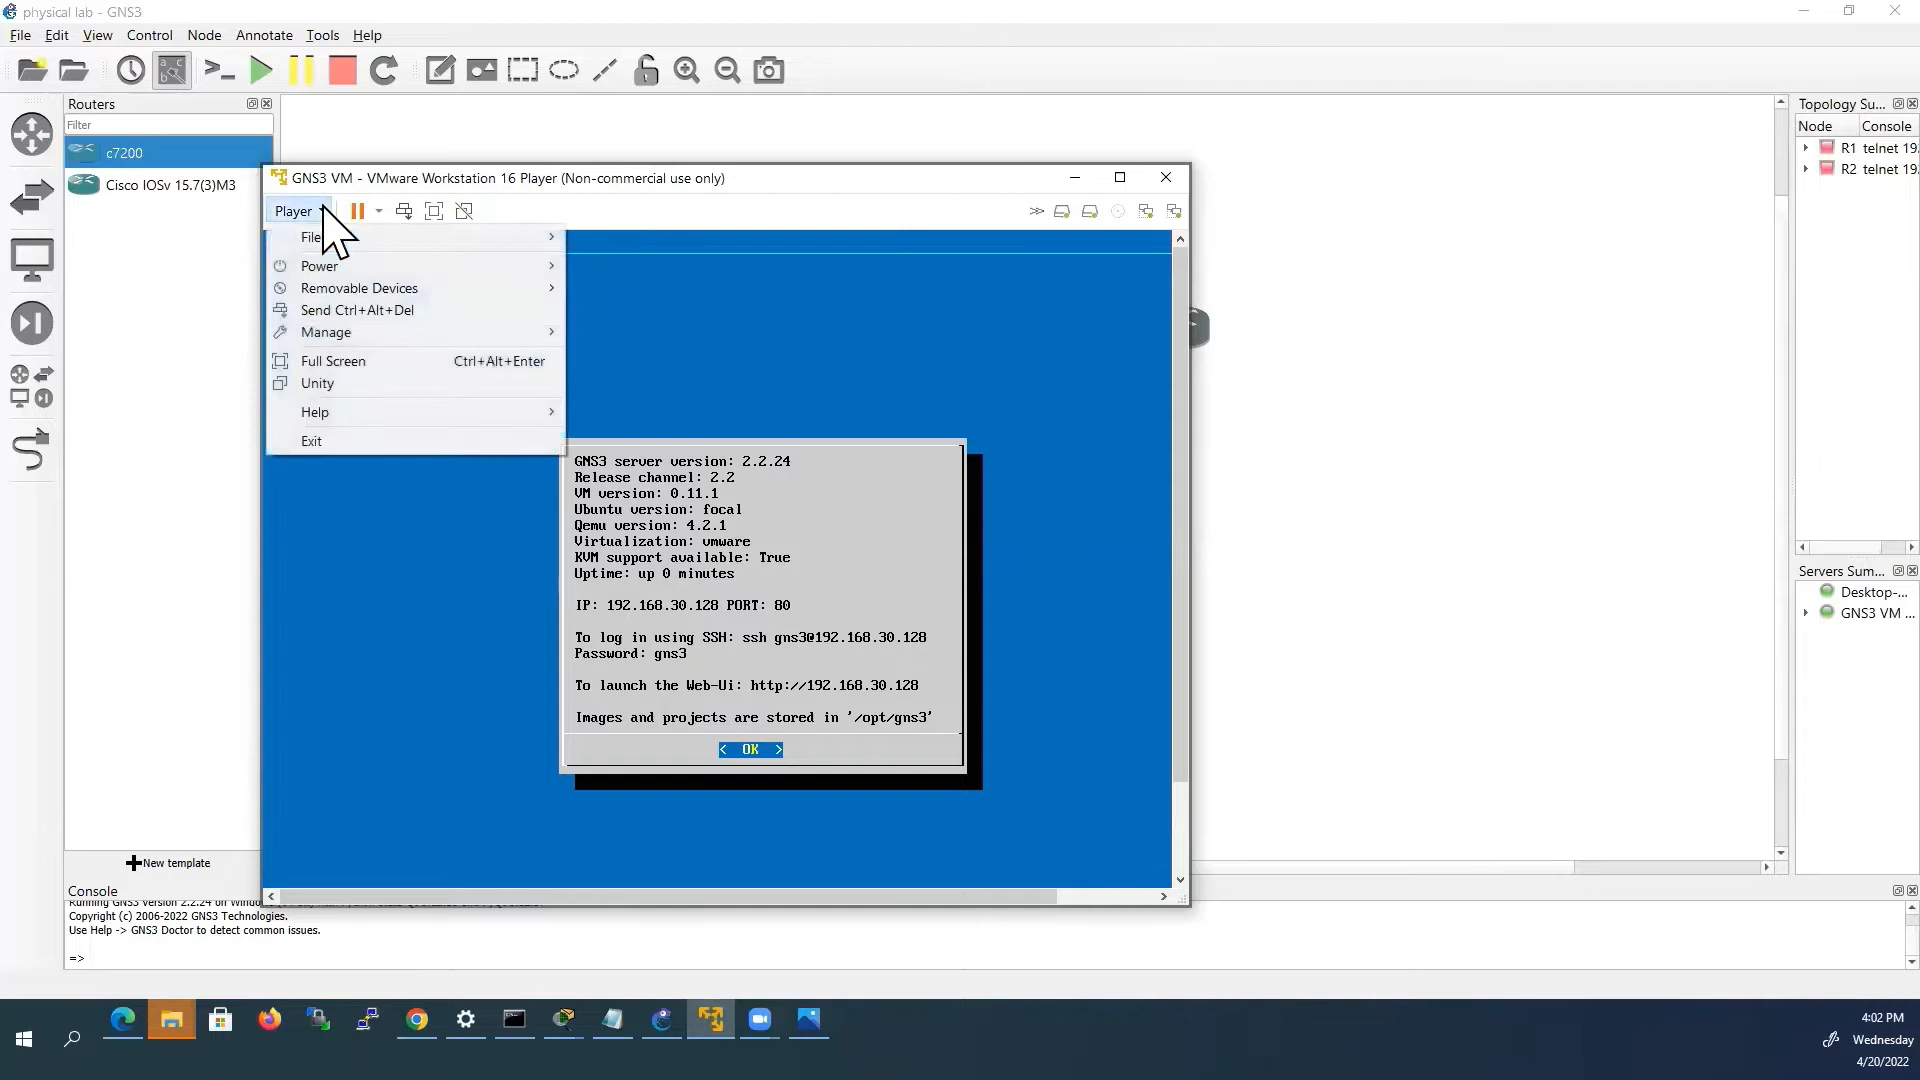 physical lab - GNS3
File Edit View Control Node Annotate Tools Help
Routers
Filter
c7200
Cisco IOSv 15.7(3)M3
New template
GNS3 VM - VMware Workstation 16 Player (Non-commercial use only)
Player
File
Power
Removable Devices
Send Ctrl+Alt+Del
Manage
Full Screen Ctrl+Alt+Enter
Unity
Help
Exit
GNS3 server version: 2.2.24
Release channel: 2.2
VM version: 0.11.1
Ubuntu version: focal
Qemu version: 4.2.1
Virtualization: vmware
KVM support available: True
Uptime: up 0 minutes
IP: 192.168.30.128 PORT: 80
To log in using SSH: ssh gns3@192.168.30.128
Password: gns3
To launch the Web-Ui: http://192.168.30.128
Images and projects are stored in '/opt/gns3'
< OK >
Topology Su...
Node Console
R1 telnet 19.
R2 telnet 19.
Servers Sum...
Desktop-...
GNS3 VM ...
Console
Running GNS3 version 2.2.24 on
Copyright (c) 2006-2022 GNS3 Technologies.
Use Help -> GNS3 Doctor to detect common issues.
=>
4:02 PM
Wednesday
4/20/2022